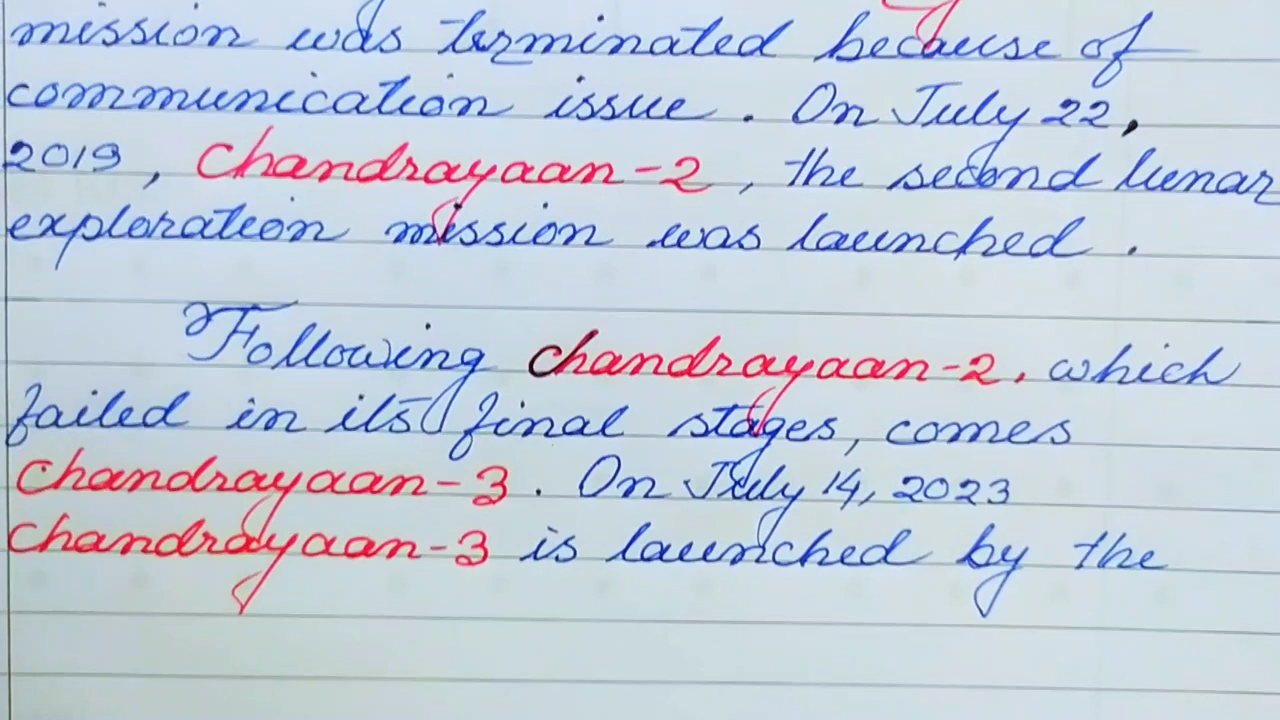 mission was terminated because of
communication issue. On July 22,
2019, Chandrayaan-2, the second lunar
exploration mission was launched.
Following Chandrayaan-2, which
failed in its final stages, comes
Chandrayaan-3. On July 14, 2023
Chandrayaan-3 is launched by the